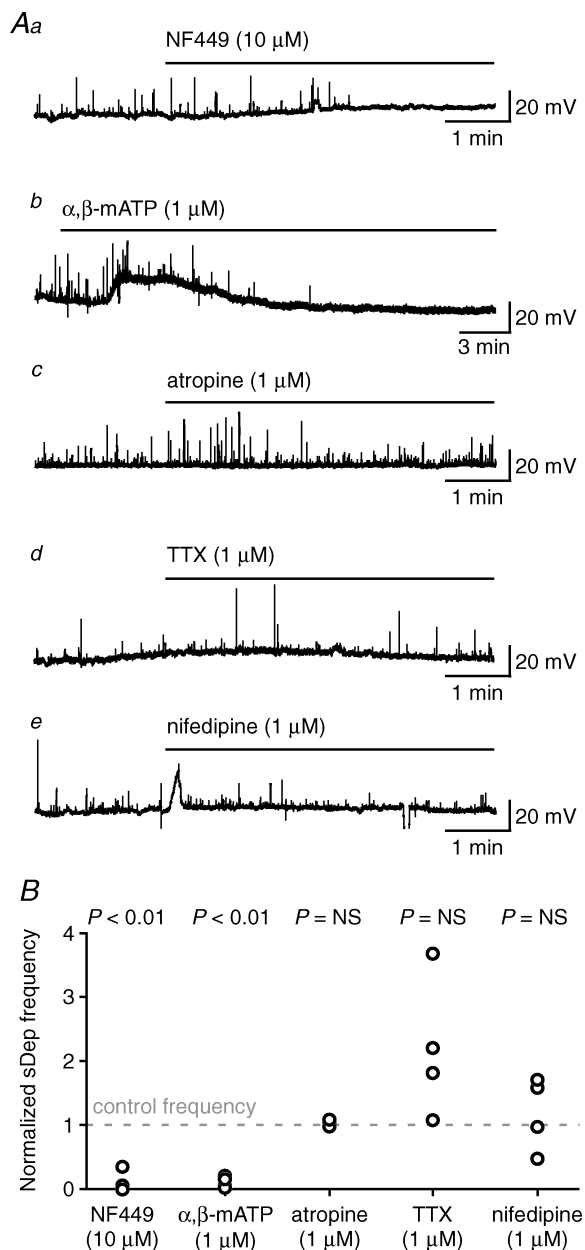 Aa
NF449 (10 μM)
20 mV
1 min
b
α,β-mATP (1 μM)
20 mV
3 min
c
atropine (1 μM)
20 mV
1 min
d
TTX (1 μM)
20 mV
1 min
e
nifedipine (1 μM)
20 mV
1 min
B
P < 0.01 P < 0.01 P = NS P = NS P = NS
Normalized sDep frequency
4
3
2
1
0
control frequency
NF449 α,β-mATP atropine TTX nifedipine
(10 μM) (1 μM) (1 μM) (1 μM) (1 μM)